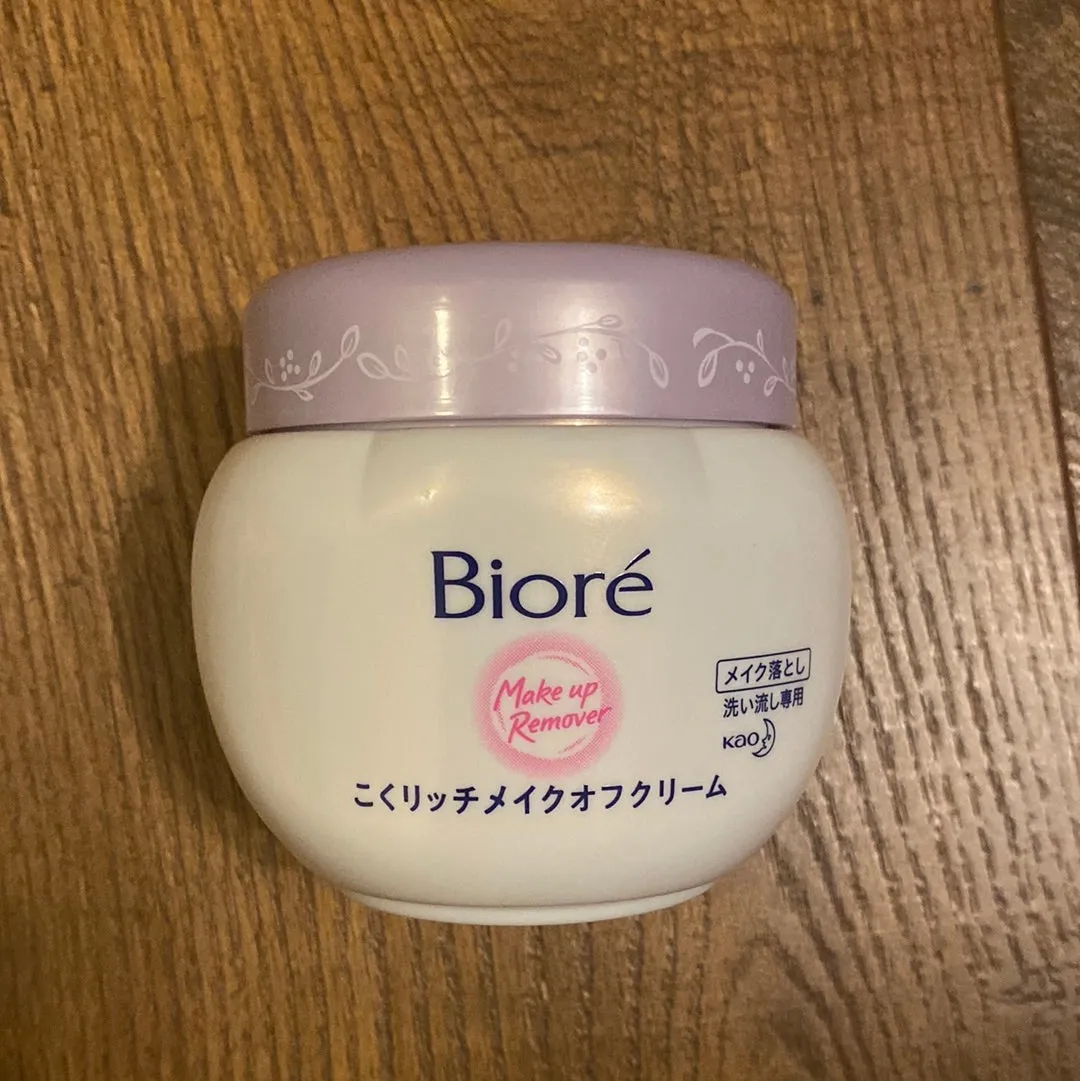 Bioré
Make up
Remover
メイク落とし
洗い流し専用
Kao
こくリッチメイクオフクリーム